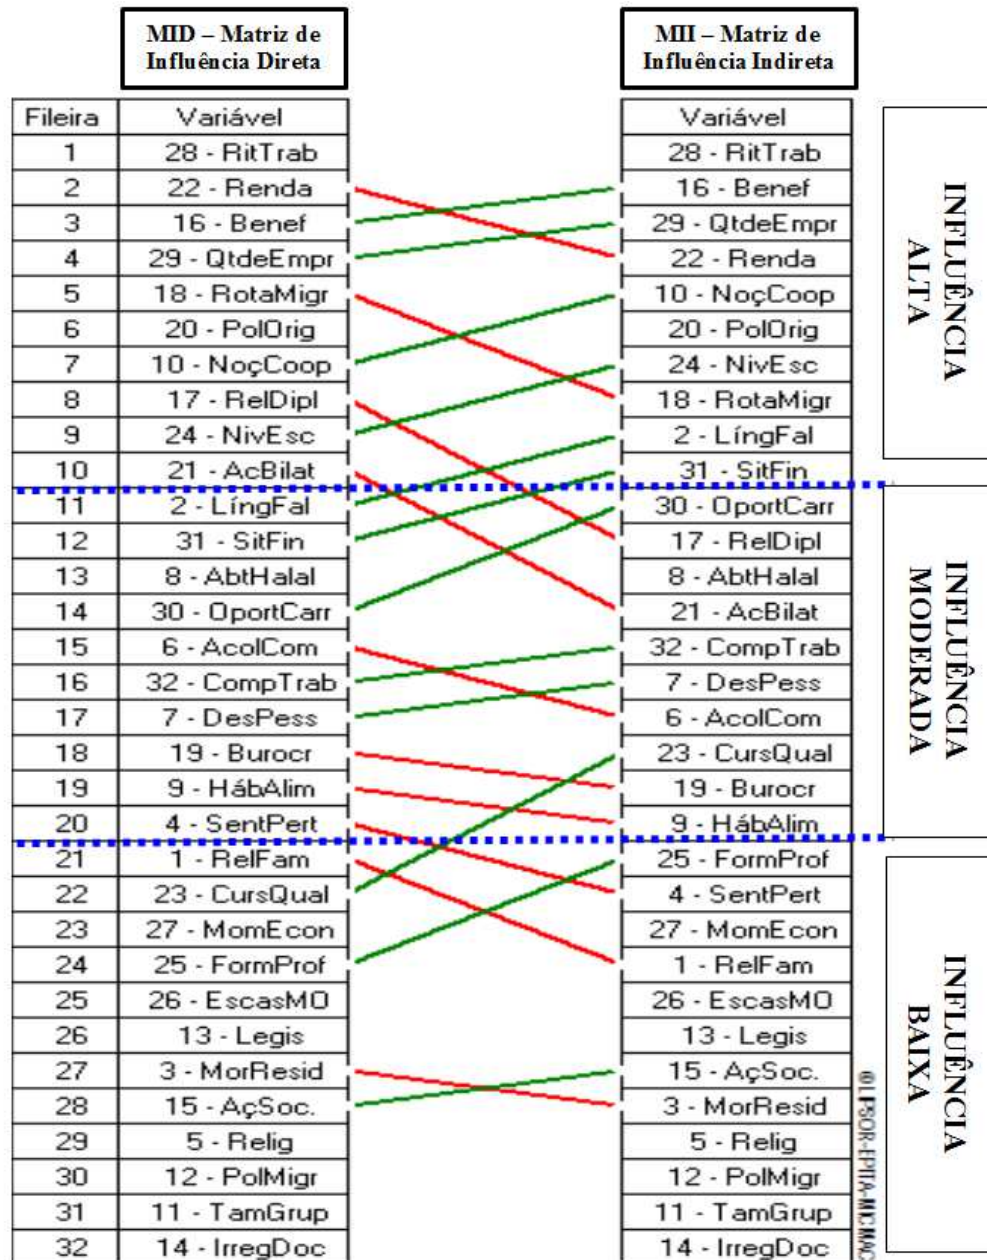 MID – Matriz de
Influência Direta
MII – Matriz de
Influência Indireta
Fileira Variável Variável
1 28 - RitTrab 28 - RitTrab
2 22 - Renda 16 - Benef
3 16 - Benef 29 - QtdeEmpr
4 29 - QtdeEmpr 22 - Renda
5 18 - RotaMigr 10 - NoçCoop
6 20 - PolOrig 20 - PolOrig
7 10 - NoçCoop 24 - NivEsc
8 17 - RelDipl 18 - RotaMigr
9 24 - NivEsc 2 - LíngFal
10 21 - AcBilat 31 - SitFin
11 2 - LíngFal 30 - OportCarr
12 31 - SitFin 17 - RelDipl
13 8 - AbtHalal 8 - AbtHalal
14 30 - OportCarr 21 - AcBilat
15 6 - AcolCom 32 - CompTrab
16 32 - CompTrab 7 - DesPess
17 7 - DesPess 6 - AcolCom
18 19 - Burocr 23 - CursQual
19 9 - HábAlim 19 - Burocr
20 4 - SentPert 9 - HábAlim
21 1 - RelFam 25 - FormProf
22 23 - CursQual 4 - SentPert
23 27 - MomEcon 27 - MomEcon
24 25 - FormProf 1 - RelFam
25 26 - EscasMO 26 - EscasMO
26 13 - Legis 13 - Legis
27 3 - MorResid 15 - AçSoc.
28 15 - AçSoc. 3 - MorResid
29 5 - Relig 5 - Relig
30 12 - PolMigr 12 - PolMigr
31 11 - TamGrup 11 - TamGrup
32 14 - IrregDoc 14 - IrregDoc
INFLUÊNCIA
ALTA
INFLUÊNCIA
MODERADA
INFLUÊNCIA
BAIXA
© LIPSOR-EPITA-MICMAC